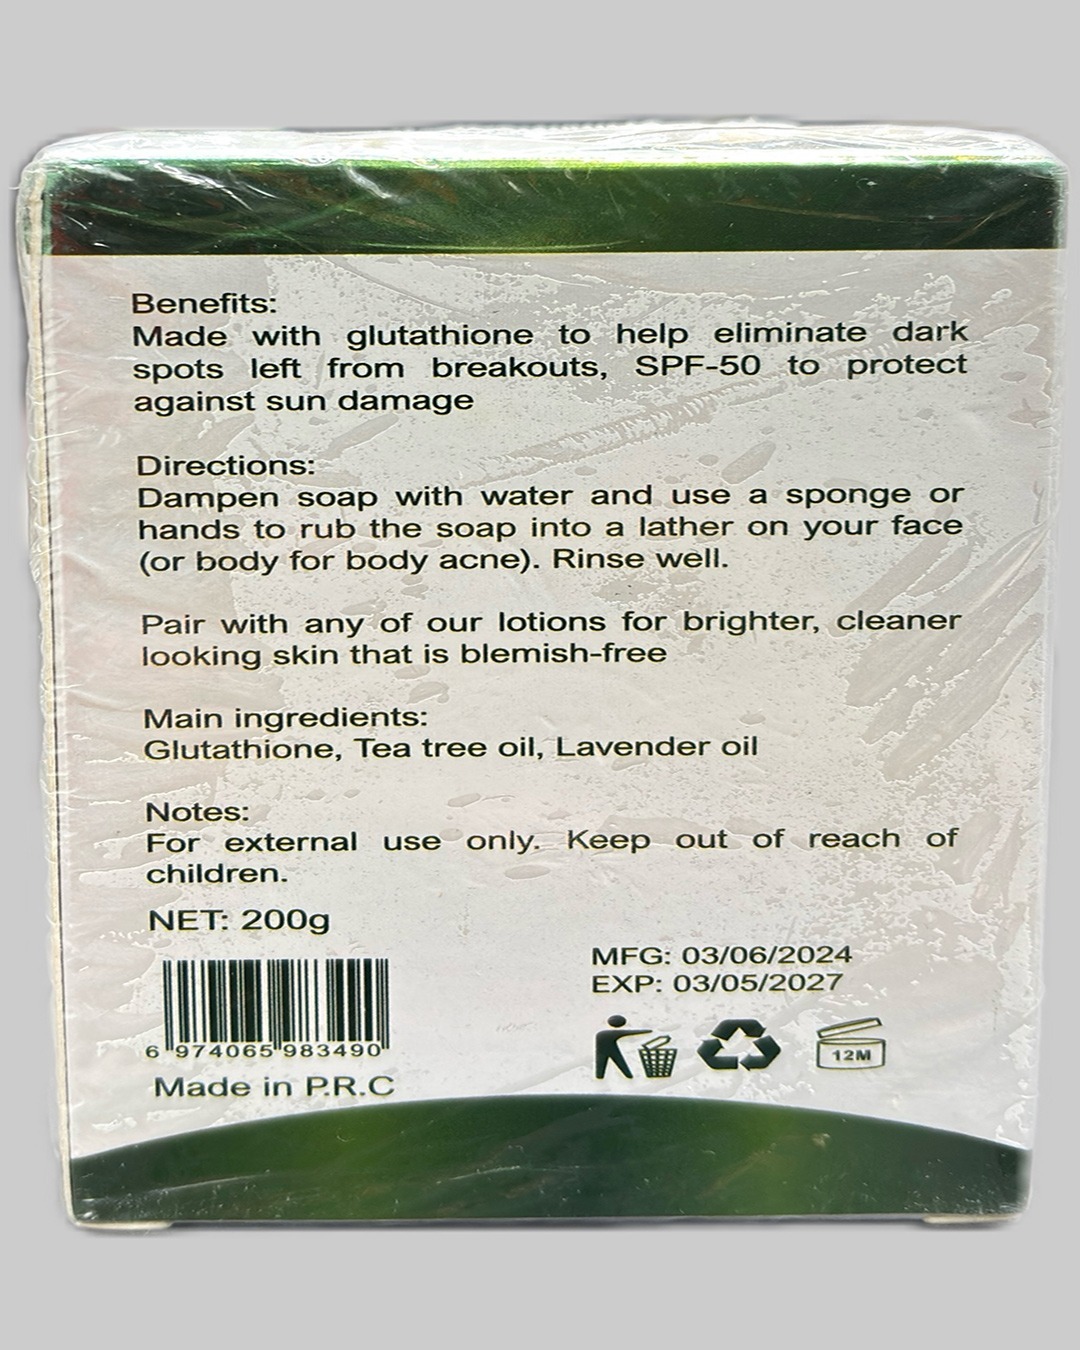 Benefits:
Made with glutathione to help eliminate dark
spots left from breakouts, SPF-50 to protect
against sun damage
Directions:
Dampen soap with water and use a sponge or
hands to rub the soap into a lather on your face
(or body for body acne). Rinse well.
Pair with any of our lotions for brighter, cleaner
looking skin that is blemish-free
Main ingredients:
Glutathione, Tea tree oil, Lavender oil
Notes:
For external use only. Keep out of reach of
children.
NET: 200g
MFG: 03/06/2024
EXP: 03/05/2027
6 974065 983490
12M
Made in P.R.C